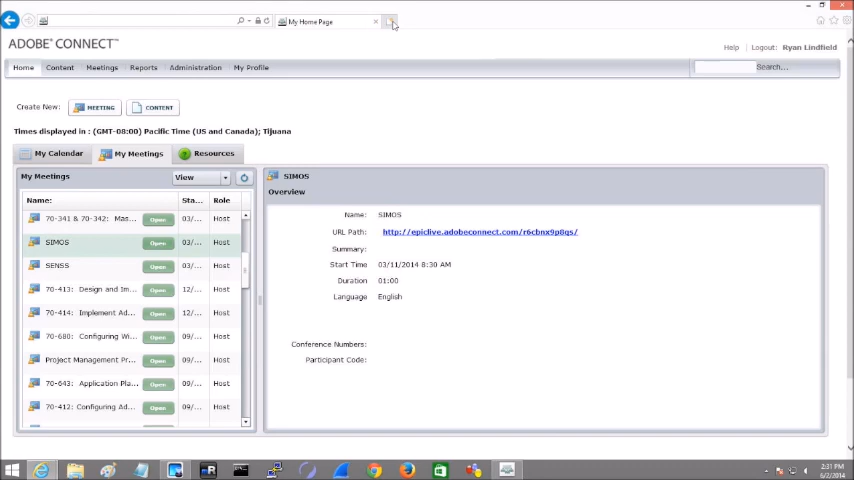 My Home Page
ADOBE® CONNECT™
Help
Logout: Ryan Lindfield
Home
Content
Meetings
Reports
Administration
My Profile
Search...
Create New:
MEETING
CONTENT
Times displayed in : (GMT-08:00) Pacific Time (US and Canada); Tijuana
My Calendar
My Meetings
Resources
My Meetings
View
SIMOS
Overview
Name: Sta... Role
70-341 & 70-342: Mas... Open 03/... Host
SIMOS Open 03/... Host
SENSS Open 03/... Host
70-413: Design and Im... Open 12/... Host
70-414: Implement Ad... Open 12/... Host
70-680: Configuring Wi... Open 09/... Host
Project Management Pr... Open 09/... Host
70-643: Application Pla... Open 09/... Host
70-412: Configuring Ad... Open 09/... Host
Name: SIMOS
URL Path: http://epiclive.adobeconnect.com/r6cbnx9p8qs/
Summary:
Start Time 03/11/2014 8:30 AM
Duration 01:00
Language English
Conference Numbers:
Participant Code:
2:31 PM
6/2/2014